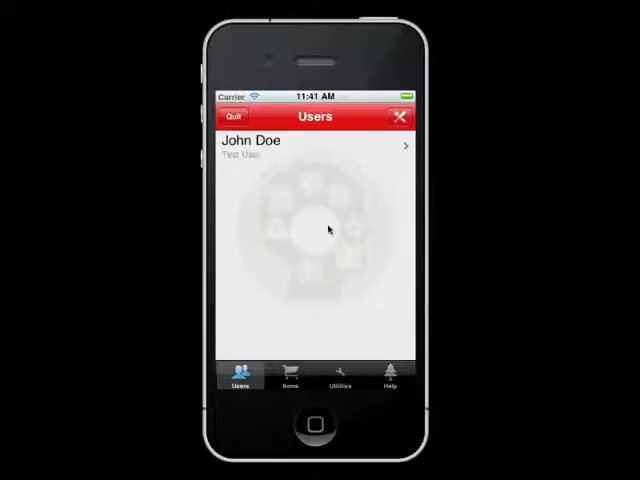 Carrier
11:41 AM
Quit
Users
John Doe
Test User
Users
Items
Utilities
Help